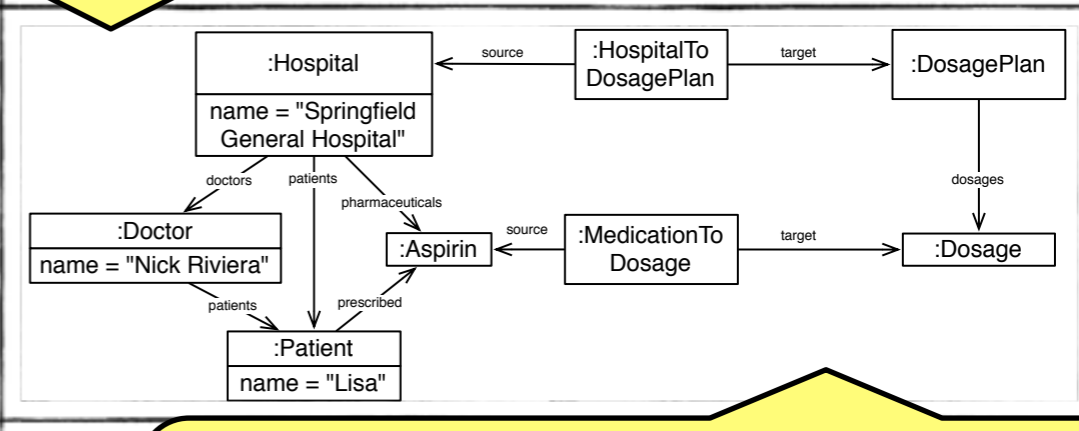 :Hospital
name = "Springfield
General Hospital"
source
:HospitalTo
DosagePlan
target
:DosagePlan
doctors
patients
pharmaceuticals
dosages
:Doctor
name = "Nick Riviera"
:Aspirin
source
:MedicationTo
Dosage
target
:Dosage
patients
prescribed
:Patient
name = "Lisa"